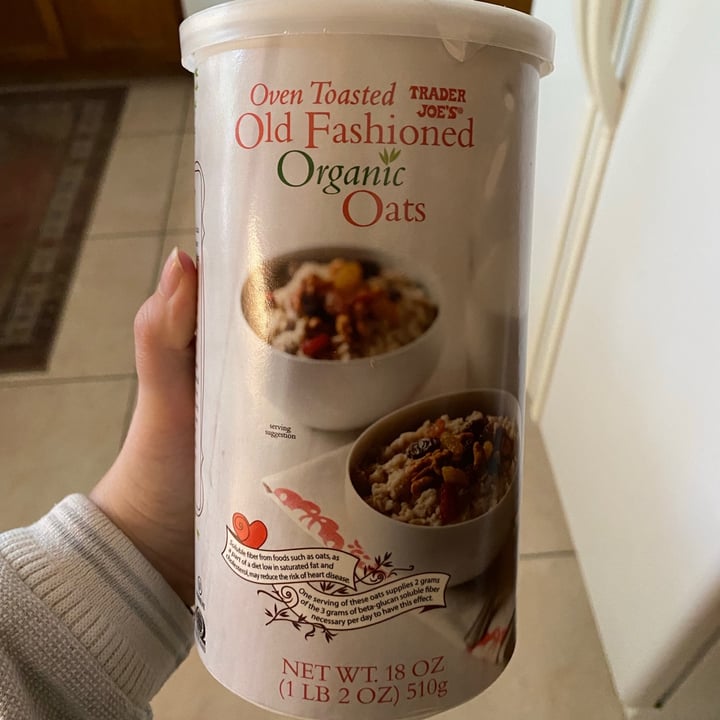 Oven Toasted
TRADER
JOE'S®
Old Fashioned
Organic
Oats
serving
suggestion
Soluble fiber from foods such as oats, as
a part of a diet low in saturated fat and
cholesterol, may reduce the risk of heart disease.
One serving of these oats supplies 2 grams
of the 3 grams of beta-glucan soluble fiber
necessary per day to have this effect.
NET WT. 18 OZ
(1 LB 2 OZ) 510g